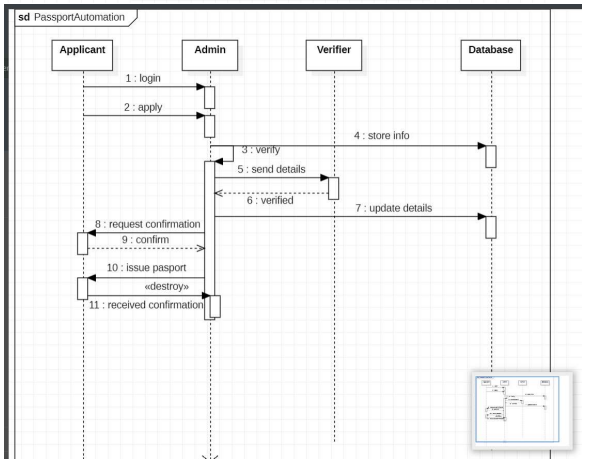 sd PassportAutomation
Applicant
Admin
Verifier
Database
1 : login
2 : apply
4 : store info
3 : verify
5 : send details
6 : verified
7 : update details
8 : request confirmation
9 : confirm
10 : issue pasport
«destroy»
11 : received confirmation